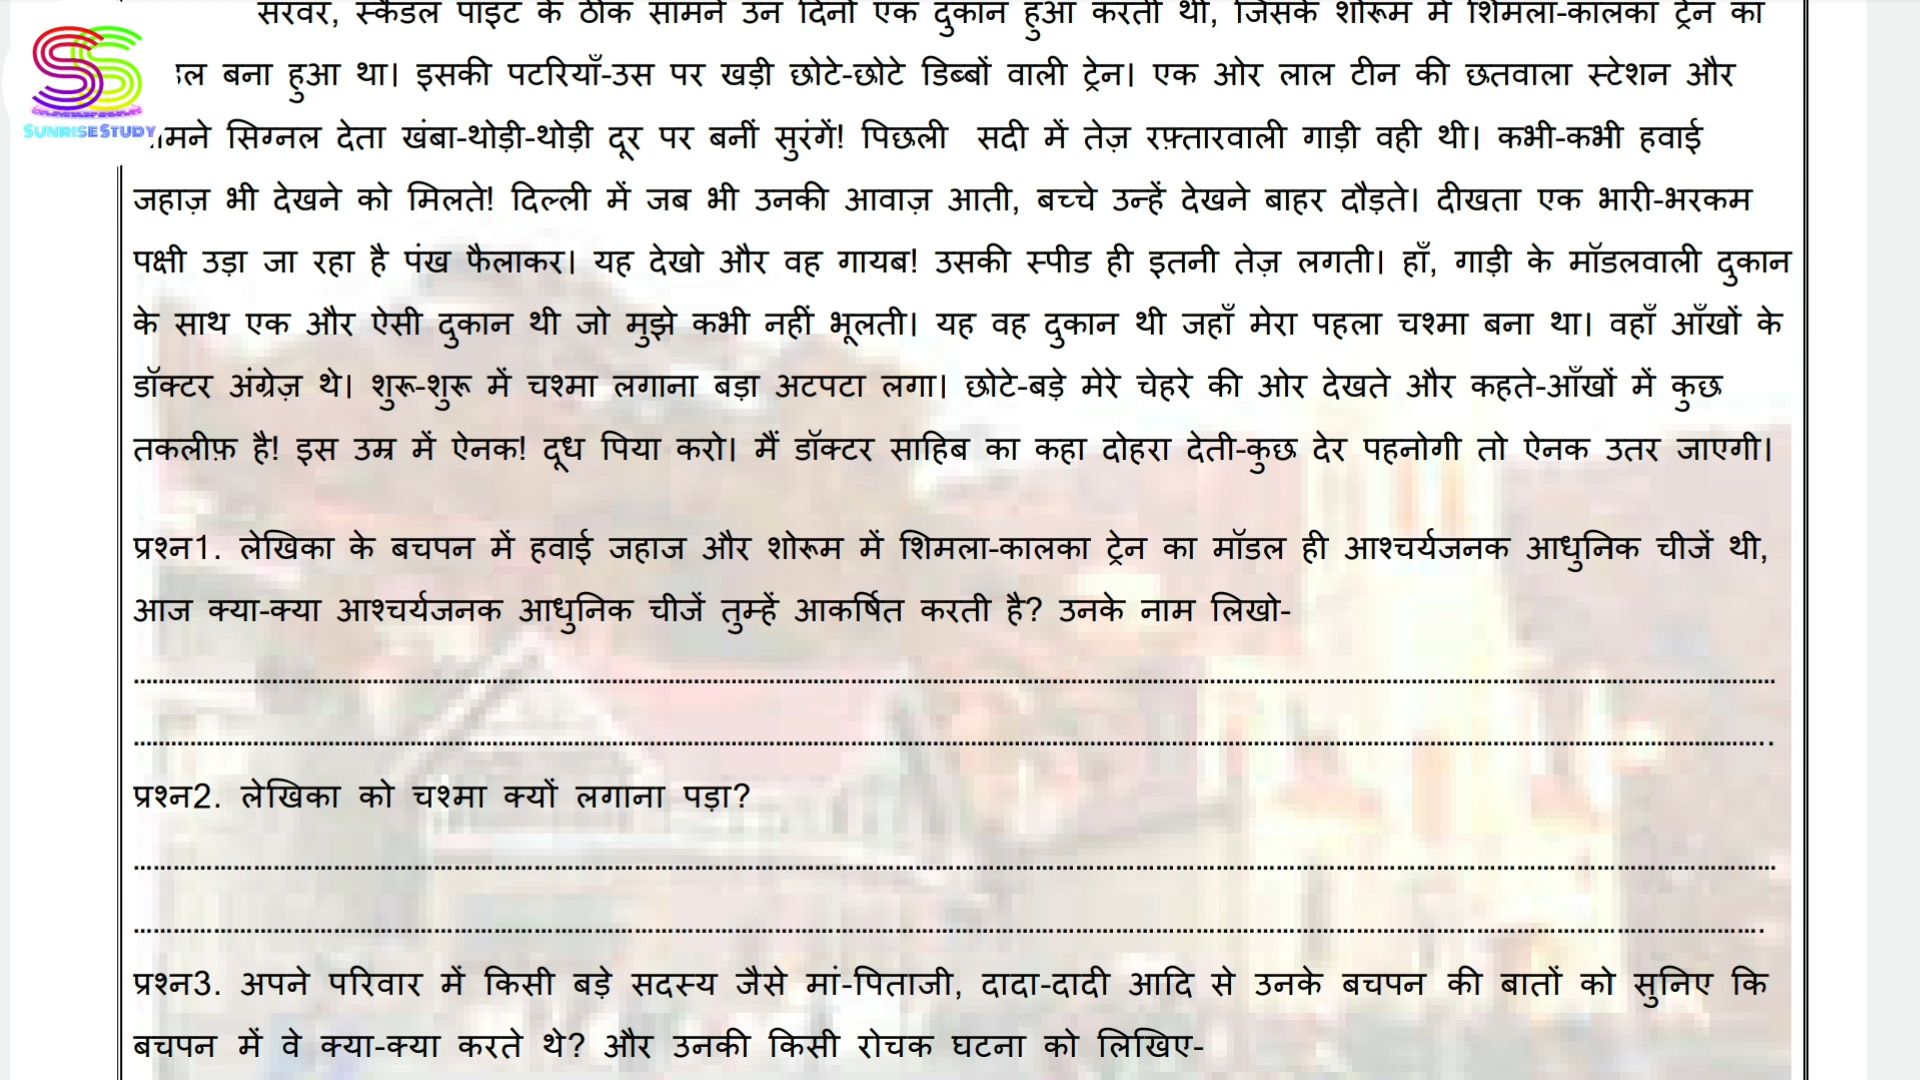 सरवर, स्कैंडल पॉइंट के ठीक सामने उन दिनों एक दुकान हुआ करती थी, जिसके शोरूम में शिमला-कालका ट्रेन का
बना हुआ था। इसकी पटरियाँ-उस पर खड़ी छोटे-छोटे डिब्बों वाली ट्रेन। एक ओर लाल टीन की छतवाला स्टेशन और
SUNRISESTUDY
सिग्नल देता खंबा-थोड़ी-थोड़ी दूर पर बनीं सुरंगें! पिछली सदी में तेज़ रफ़्तारवाली गाड़ी वही थी। कभी-कभी हवाई
जहाज़ भी देखने को मिलते! दिल्ली में जब भी उनकी आवाज़ आती, बच्चे उन्हें देखने बाहर दौड़ते। दीखता एक भारी-भरकम
पक्षी उड़ा जा रहा है पंख फैलाकर। यह देखो और वह गायब! उसकी स्पीड ही इतनी तेज़ लगती। हाँ, गाड़ी के मॉडलवाली दुकान
के साथ एक और ऐसी दुकान थी जो मुझे कभी नहीं भूलती। यह वह दुकान थी जहाँ मेरा पहला चश्मा बना था। वहाँ आँखों के
डॉक्टर अंग्रेज़ थे। शुरू-शुरू में चश्मा लगाना बड़ा अटपटा लगा। छोटे-बड़े मेरे चेहरे की ओर देखते और कहते-आँखों में कुछ
तकलीफ़ है! इस उम्र में ऐनक! दूध पिया करो। मैं डॉक्टर साहिब का कहा दोहरा देती-कुछ देर पहनोगी तो ऐनक उतर जाएगी।
प्रश्न1. लेखिका के बचपन में हवाई जहाज और शोरूम में शिमला-कालका ट्रेन का मॉडल ही आश्चर्यजनक आधुनिक चीजें थी,
आज क्या-क्या आश्चर्यजनक आधुनिक चीजें तुम्हें आकर्षित करती है? उनके नाम लिखो-
प्रश्न2. लेखिका को चश्मा क्यों लगाना पड़ा?
प्रश्न3. अपने परिवार में किसी बड़े सदस्य जैसे मां-पिताजी, दादा-दादी आदि से उनके बचपन की बातों को सुनिए कि
बचपन में वे क्या-क्या करते थे? और उनकी किसी रोचक घटना को लिखिए-